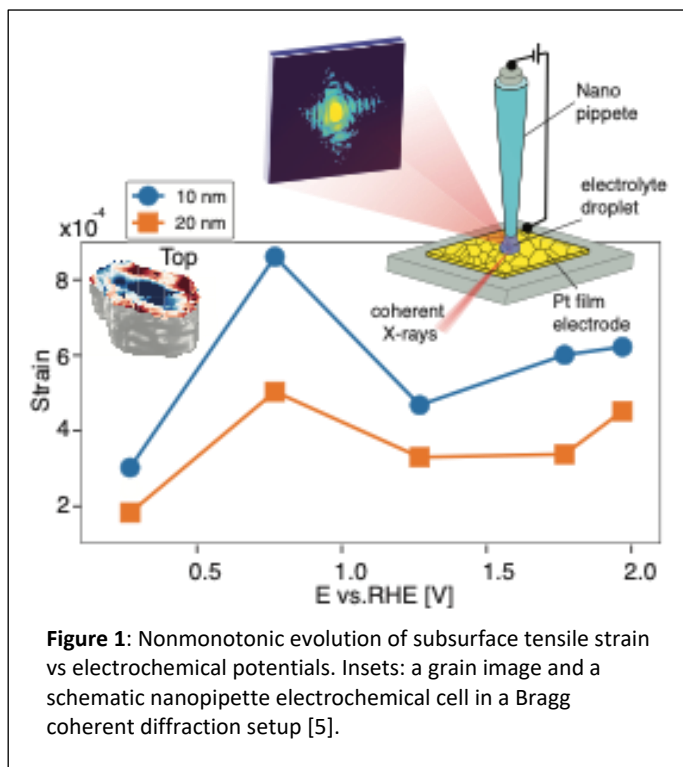 Nano
pippete
10 nm
20 nm
electrolyte
droplet
x10⁻⁴
Top
8
6
4
2
Strain
coherent
X-rays
Pt film
electrode
0.5 1.0 1.5 2.0
E vs.RHE [V]
Figure 1: Nonmonotonic evolution of subsurface tensile strain
vs electrochemical potentials. Insets: a grain image and a
schematic nanopipette electrochemical cell in a Bragg
coherent diffraction setup [5].